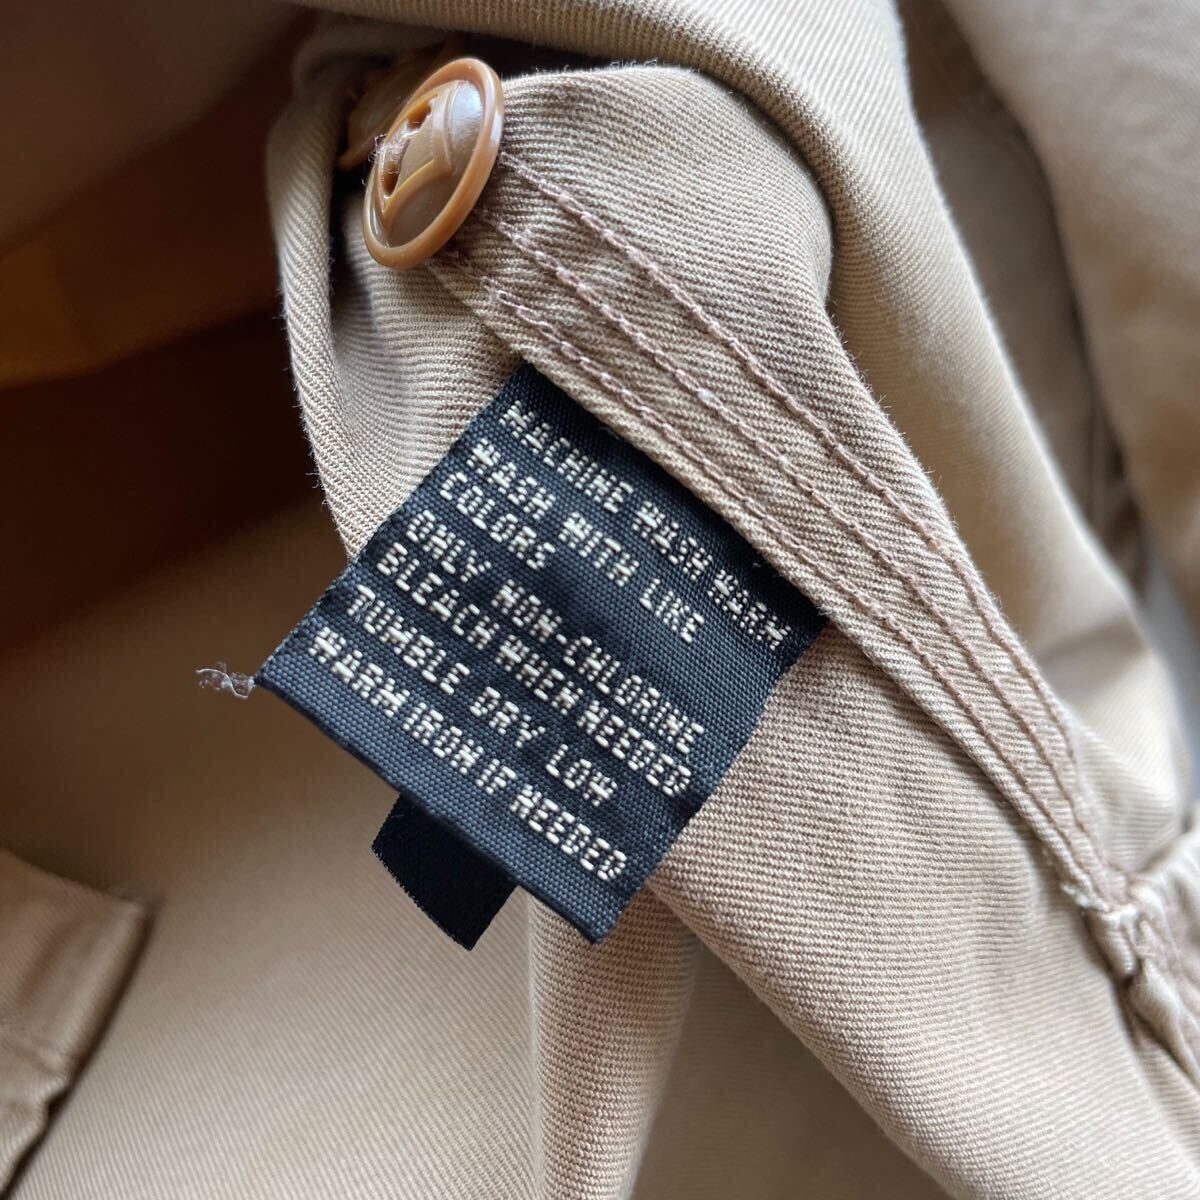 MACHINE WASH WARM
WASH WITH LIKE
COLORS
ONLY NON-CHLORINE
BLEACH WHEN NEEDED
TUMBLE DRY LOW
WARM IRON IF NEEDED